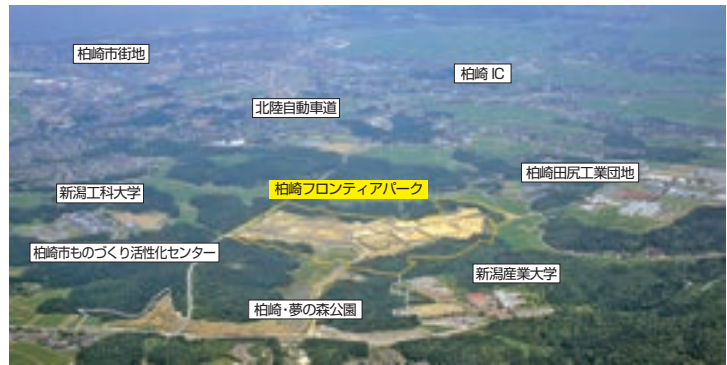 柏崎市街地
柏崎 IC
北陸自動車道
柏崎田尻工業団地
新潟工科大学
柏崎フロンティアパーク
柏崎市ものづくり活性化センター
新潟産業大学
柏崎・夢の森公園